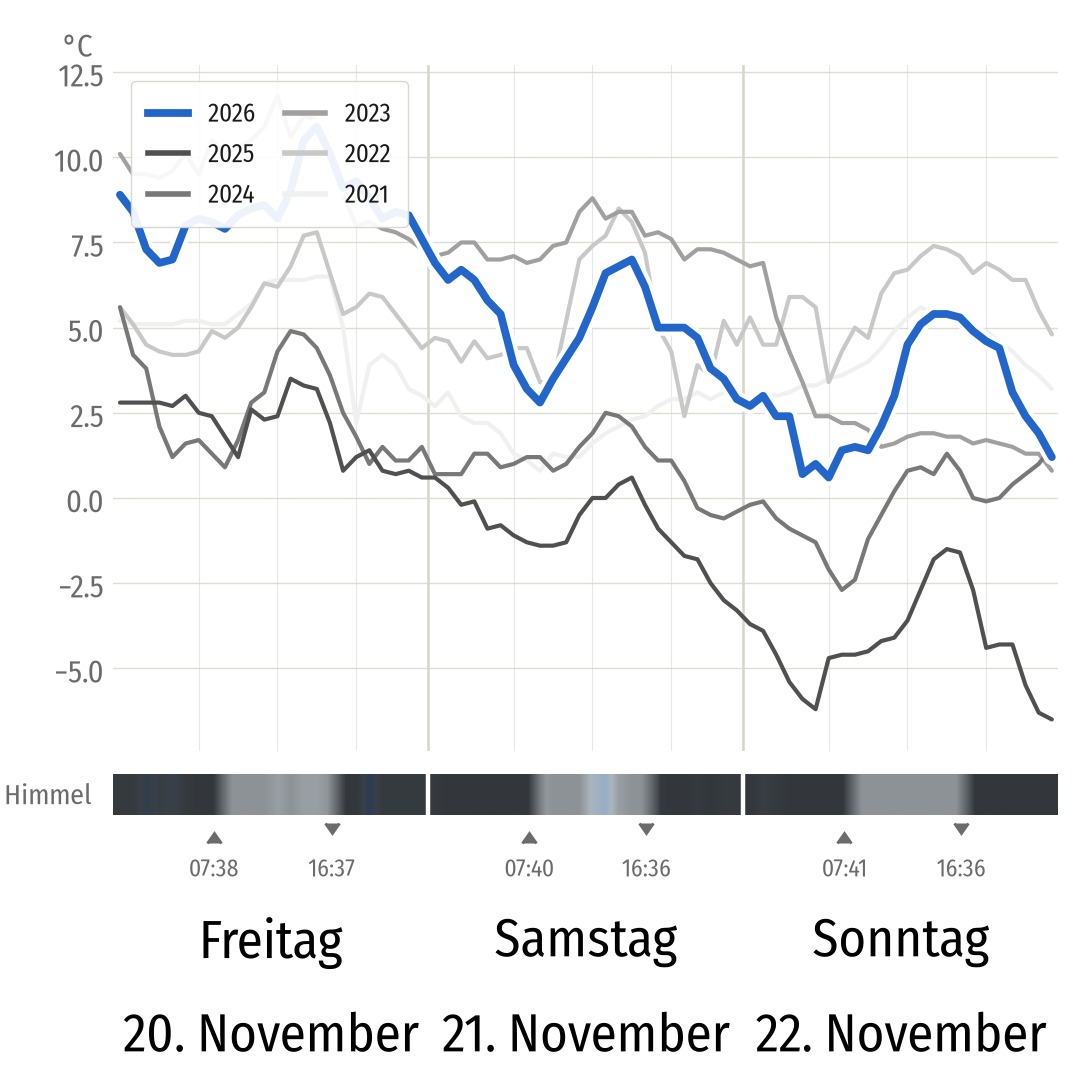 °C
12.5
10.0
7.5
5.0
2.5
0.0
−2.5
−5.0
2026 2023
2025 2022
2024 2021
Himmel
07:38 16:37 07:40 16:36 07:41 16:36
Freitag Samstag Sonntag
20. November 21. November 22. November